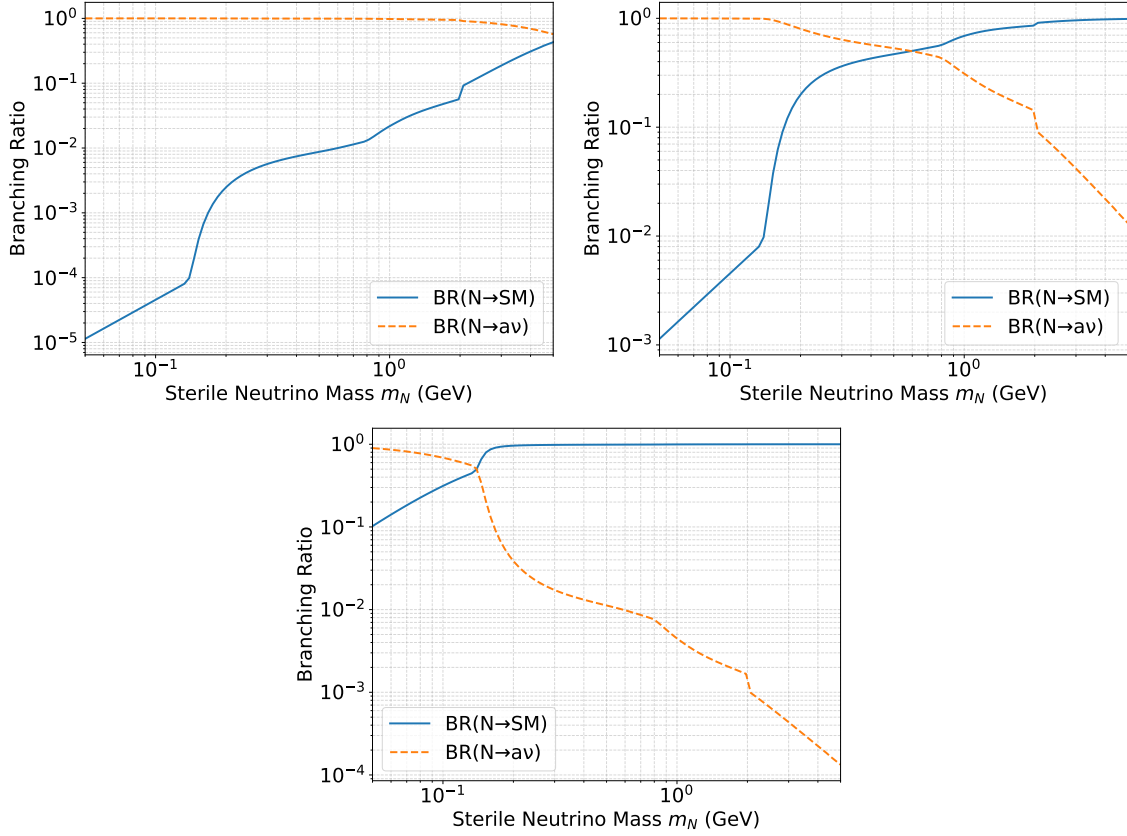 10⁰
10⁻¹
10⁻²
10⁻³
10⁻⁴
10⁻⁵
Branching Ratio
BR(N→SM)
BR(N→aν)
10⁻¹
10⁰
Sterile Neutrino Mass m_N (GeV)
10⁰
10⁻¹
10⁻²
10⁻³
Branching Ratio
BR(N→SM)
BR(N→aν)
10⁻¹
10⁰
Sterile Neutrino Mass m_N (GeV)
10⁰
10⁻¹
10⁻²
10⁻³
10⁻⁴
Branching Ratio
BR(N→SM)
BR(N→aν)
10⁻¹
10⁰
Sterile Neutrino Mass m_N (GeV)